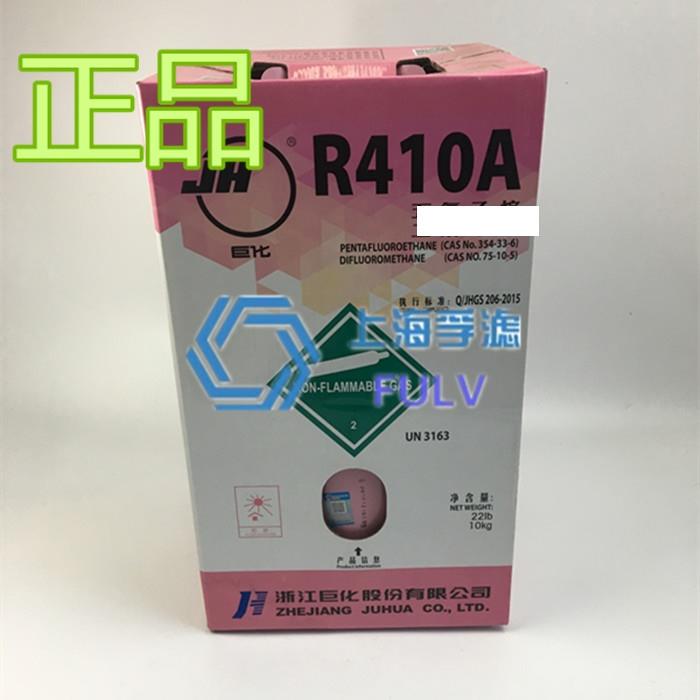 正品
JH
®
R410A
巨化
PENTAFLUOROETHANE (CAS No. 354-33-6)
DIFLUOROMETHANE (CAS No. 75-10-5)
执行标准: Q/JHGS 206-2015
上海孚滤
FULV
NON-FLAMMABLE GAS
2
UN 3163
净含量:
NET WEIGHT:
22lb
10kg
产品信息
Product information
JH 浙江巨化股份有限公司
ZHEJIANG JUHUA CO., LTD.